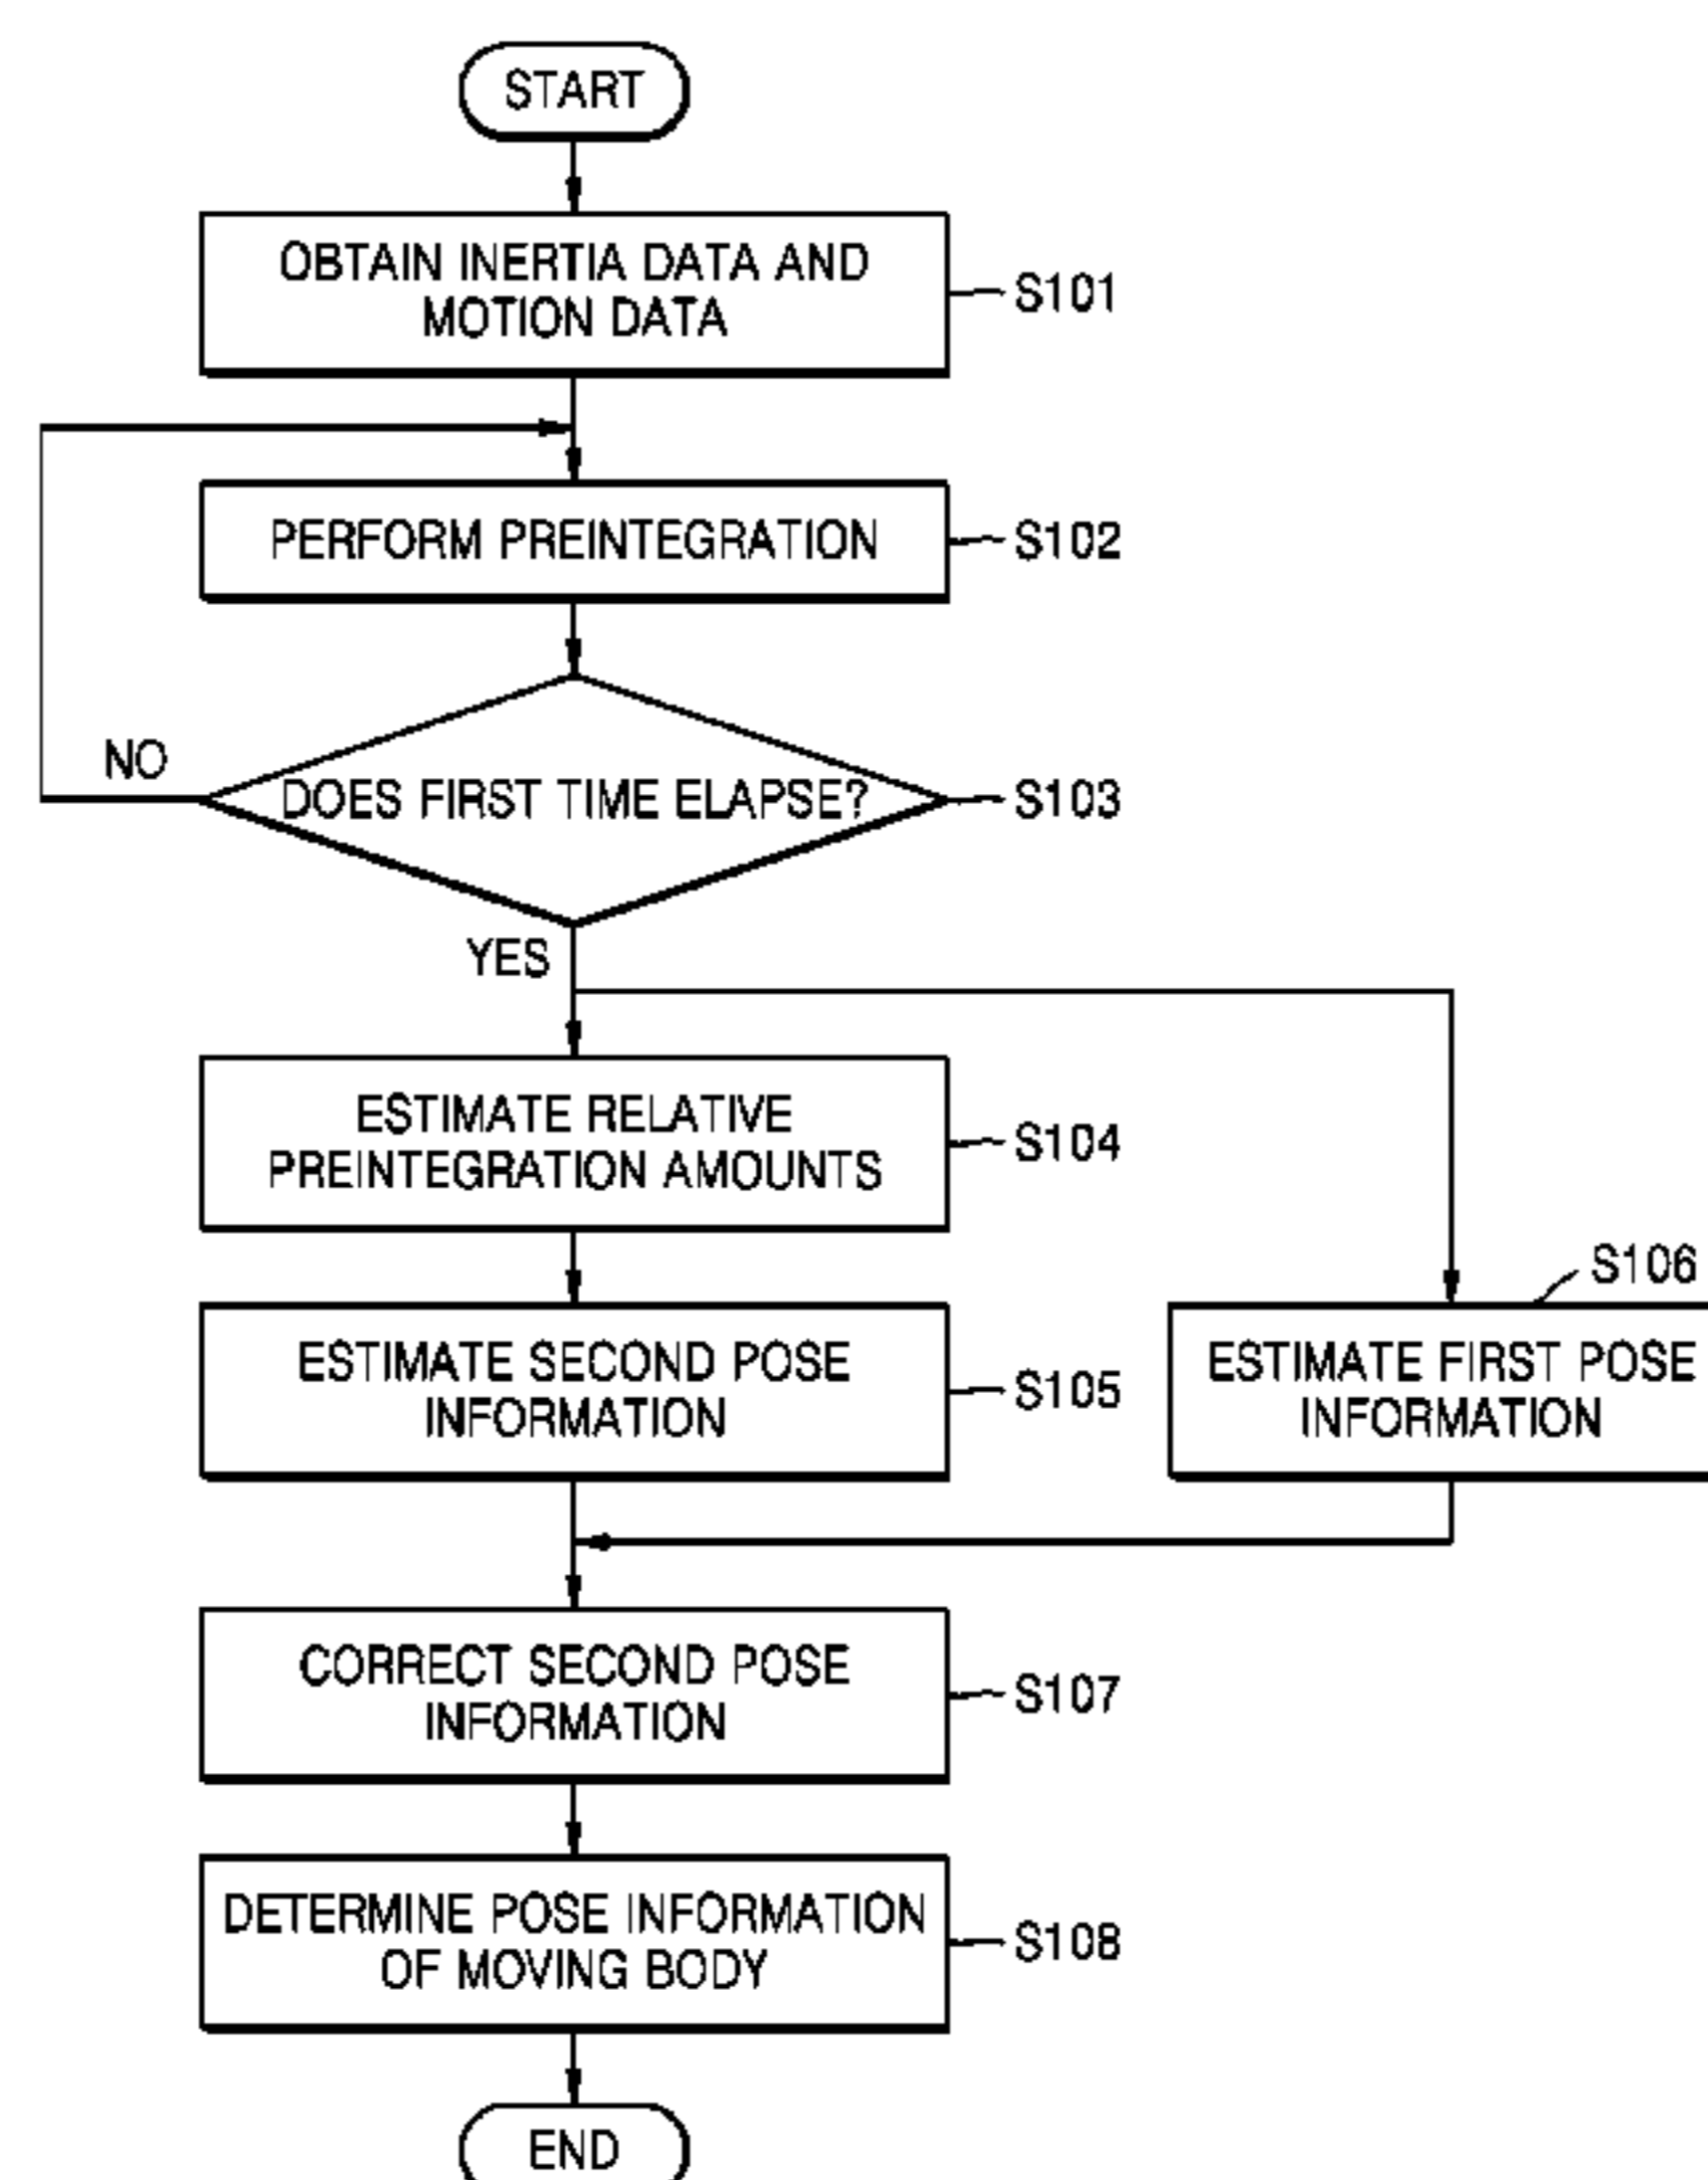 START
OBTAIN INERTIA DATA AND
MOTION DATA
S101
PERFORM PREINTEGRATION
S102
NO
DOES FIRST TIME ELAPSE?
S103
YES
ESTIMATE RELATIVE
PREINTEGRATION AMOUNTS
S104
S106
ESTIMATE SECOND POSE
INFORMATION
S105
ESTIMATE FIRST POSE
INFORMATION
CORRECT SECOND POSE
INFORMATION
S107
DETERMINE POSE INFORMATION
OF MOVING BODY
S108
END